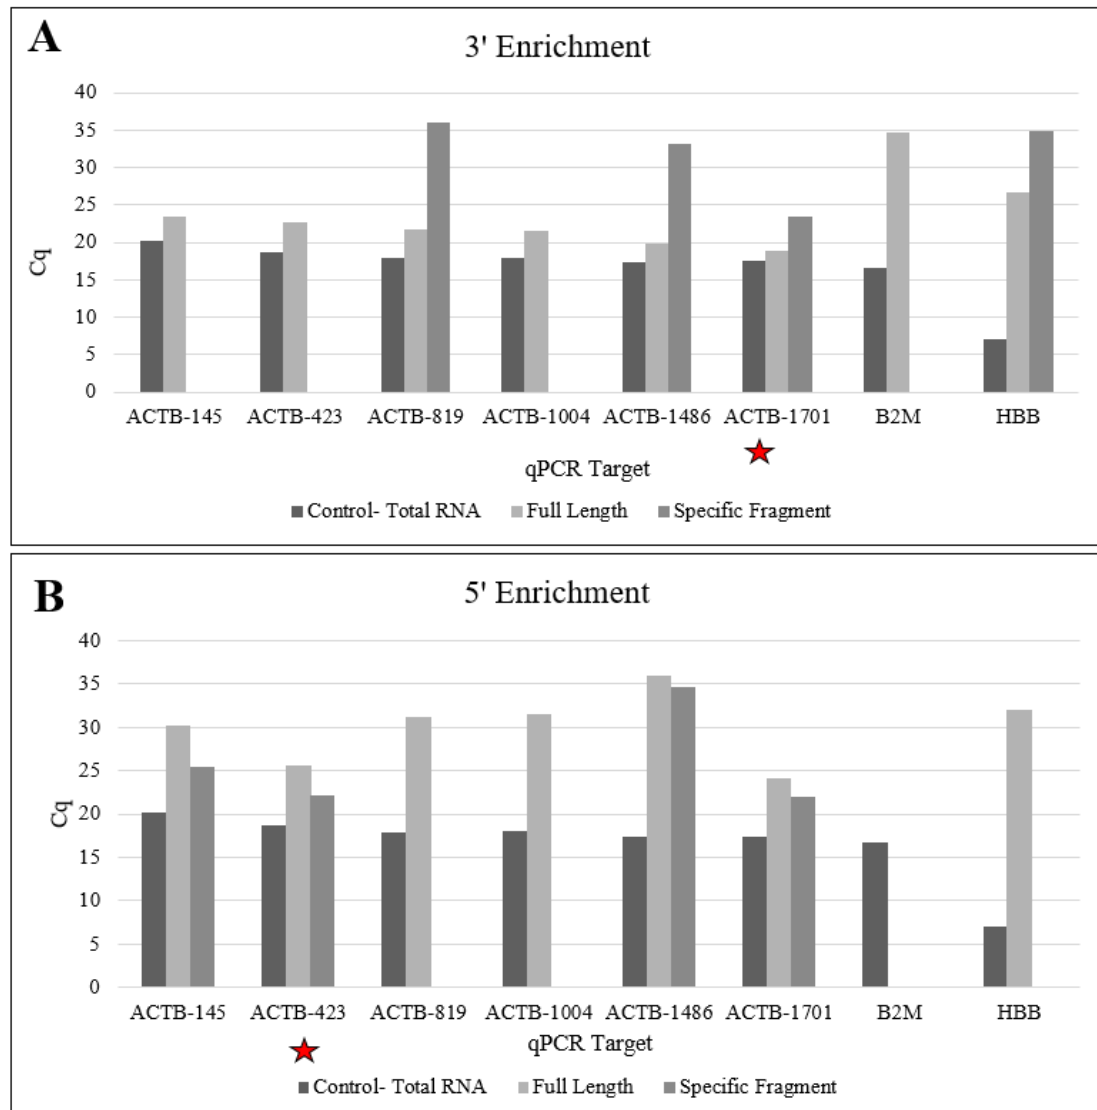 A
3' Enrichment
40
35
30
25
20
15
10
5
0
Cq
ACTB-145 ACTB-423 ACTB-819 ACTB-1004 ACTB-1486 ACTB-1701 B2M HBB
qPCR Target
Control- Total RNA Full Length Specific Fragment
B
5' Enrichment
40
35
30
25
20
15
10
5
0
Cq
ACTB-145 ACTB-423 ACTB-819 ACTB-1004 ACTB-1486 ACTB-1701 B2M HBB
qPCR Target
Control- Total RNA Full Length Specific Fragment